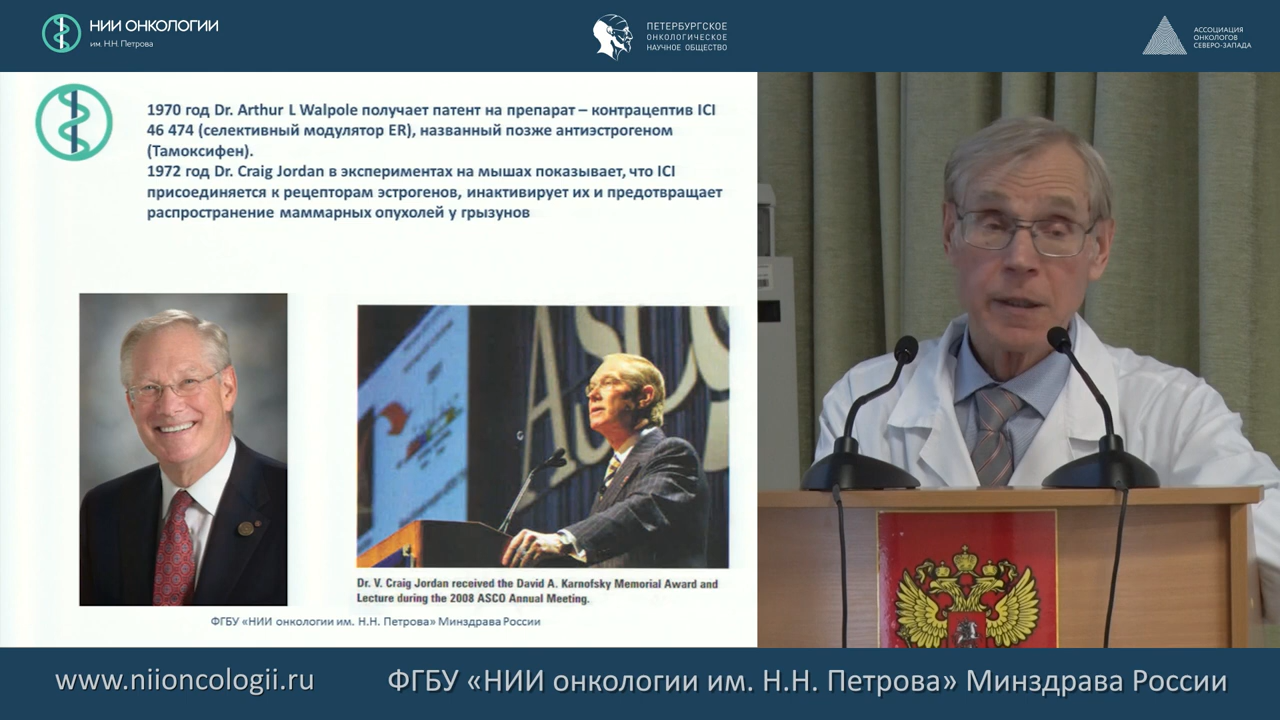 НИИ ОНКОЛОГИИ
им. Н.Н. Петрова
ПЕТЕРБУРГСКОЕ
ОНКОЛОГИЧЕСКОЕ
НАУЧНОЕ ОБЩЕСТВО
АССОЦИАЦИЯ
ОНКОЛОГОВ
СЕВЕРО-ЗАПАДА
1970 год Dr. Arthur L Walpole получает патент на препарат – контрацептив ICI
46 474 (селективный модулятор ER), названный позже антиэстрогеном
(Тамоксифен).
1972 год Dr. Craig Jordan в экспериментах на мышах показывает, что ICI
присоединяется к рецепторам эстрогенов, инактивирует их и предотвращает
распространение маммарных опухолей у грызунов
ASCO
Dr. V. Craig Jordan received the David A. Karnofsky Memorial Award and
Lecture during the 2008 ASCO Annual Meeting.
ФГБУ «НИИ онкологии им. Н.Н. Петрова» Минздрава России
www.niioncologii.ru
ФГБУ «НИИ онкологии им. Н.Н. Петрова» Минздрава России